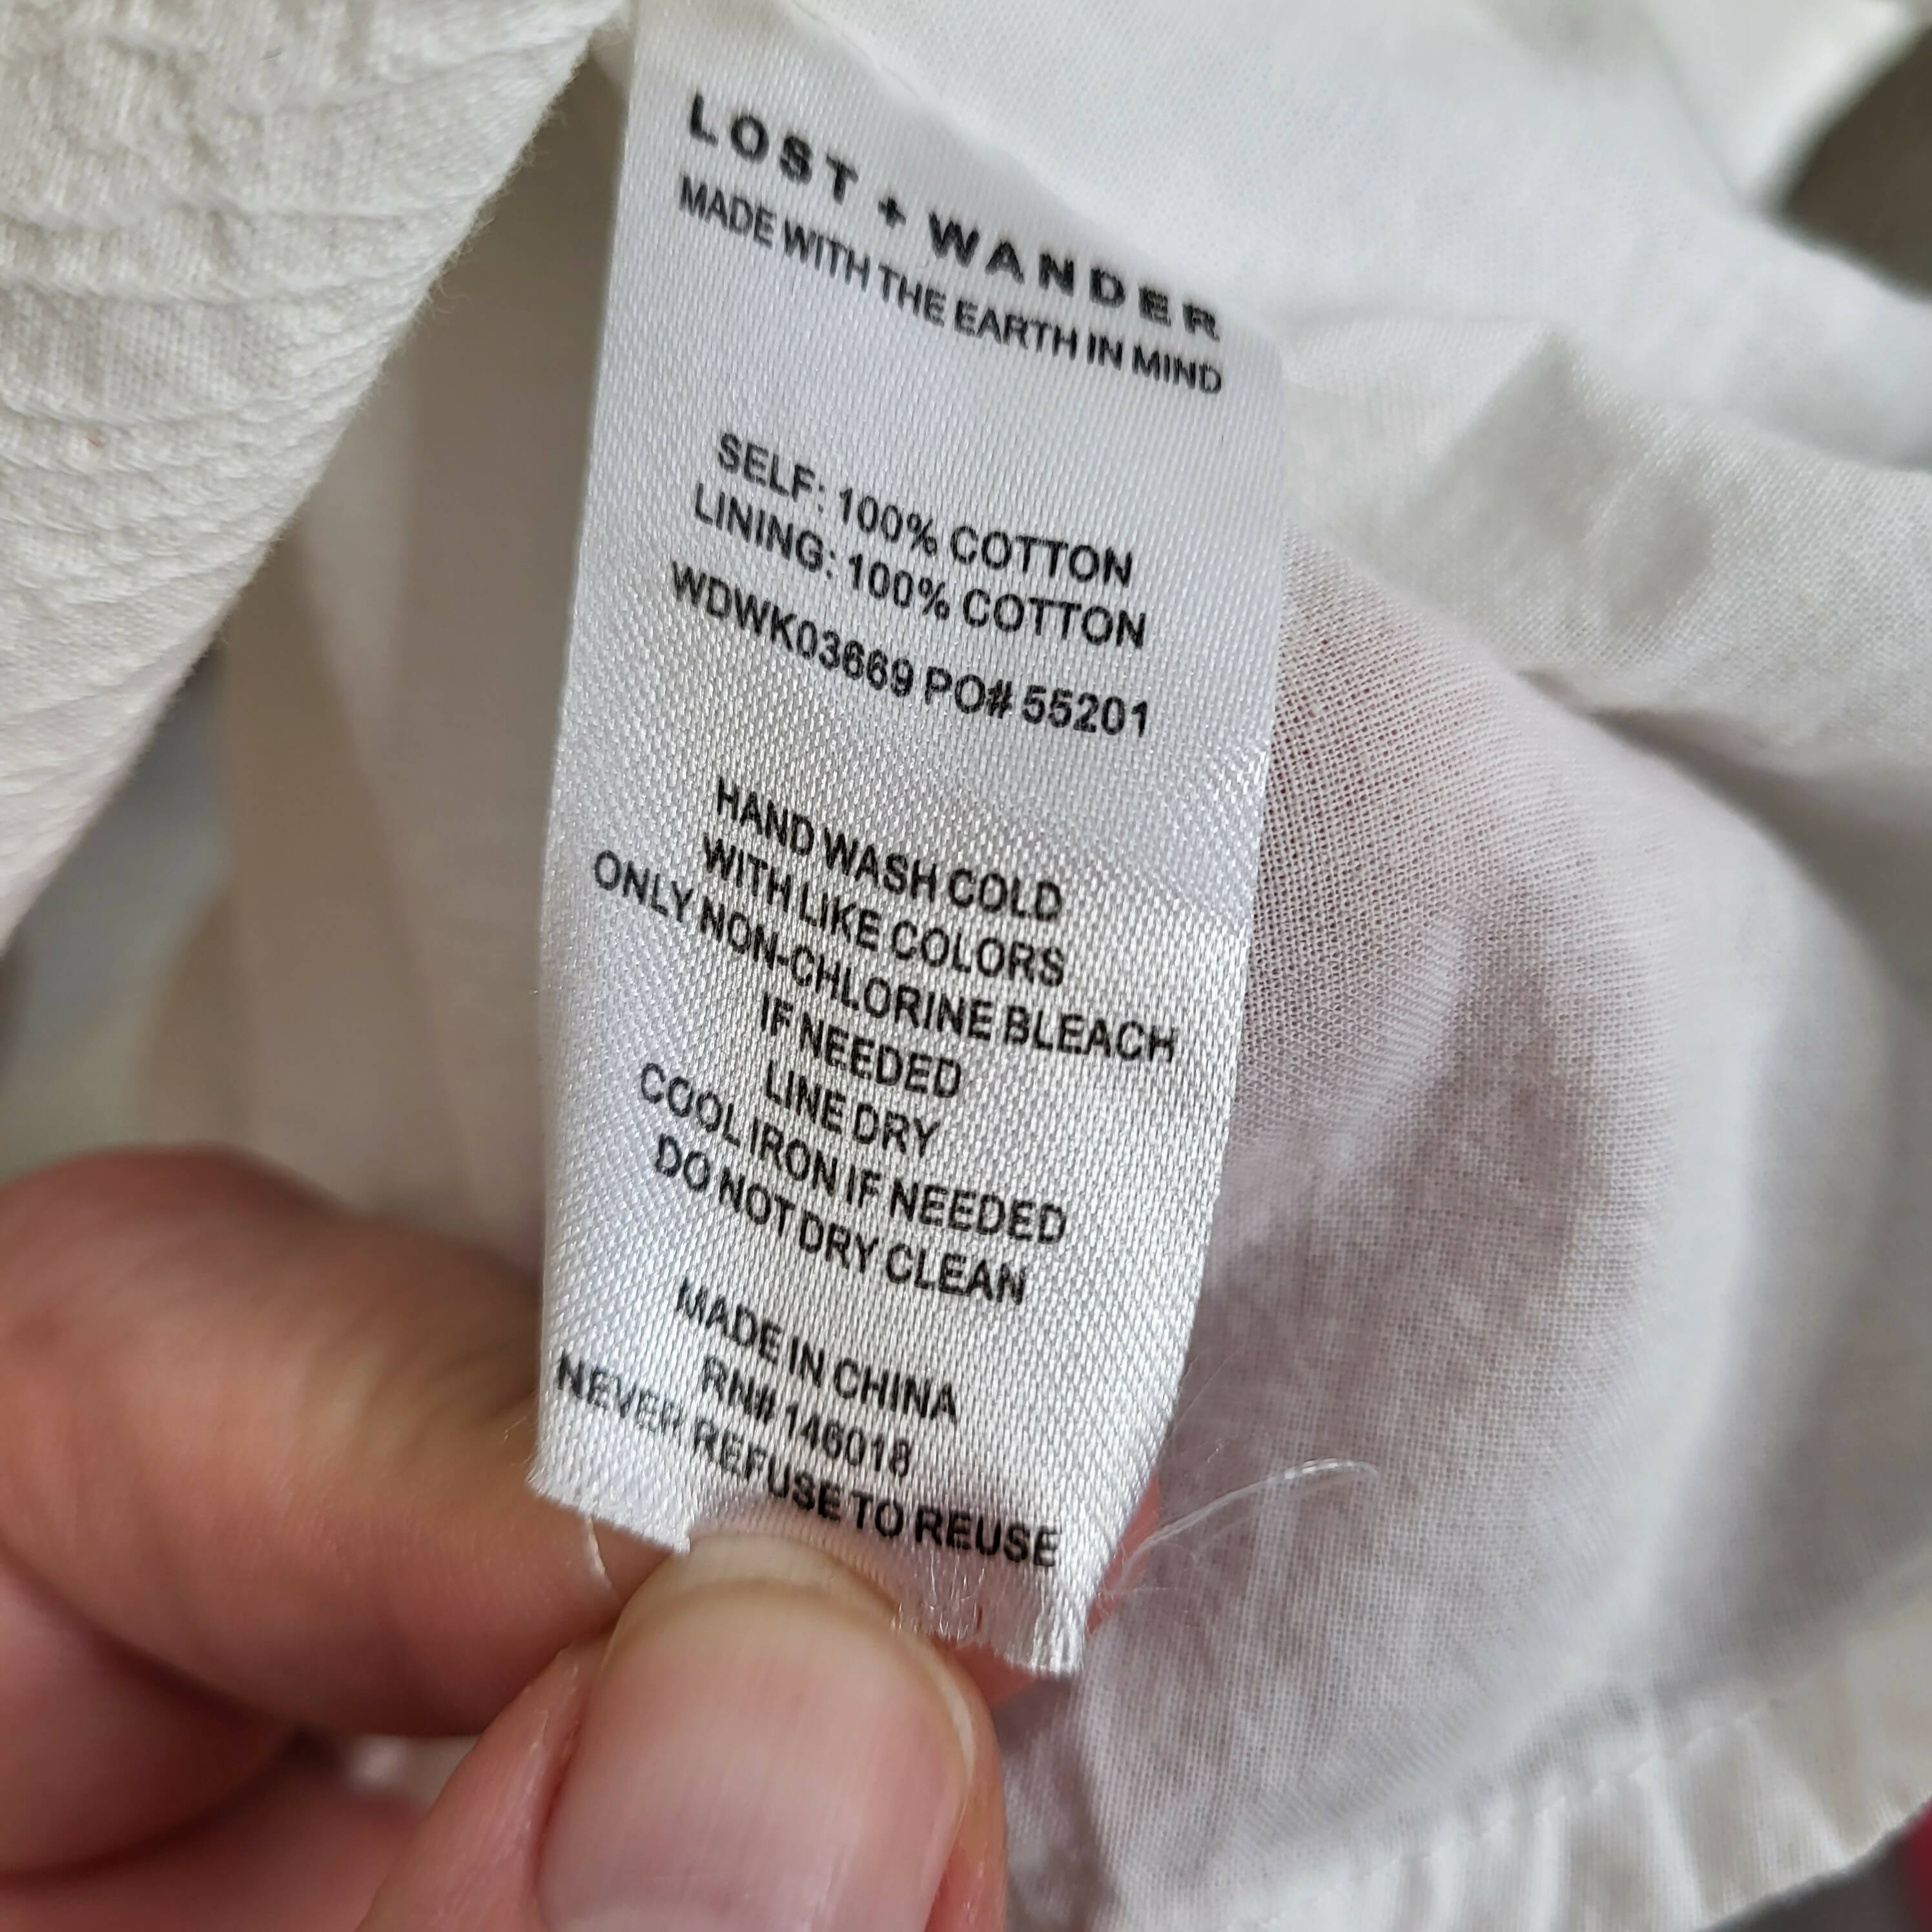 LOST + WANDER
MADE WITH THE EARTH IN MIND
SELF: 100% COTTON
LINING: 100% COTTON
WDWK03669 PO# 55201
HAND WASH COLD
WITH LIKE COLORS
ONLY NON-CHLORINE BLEACH
IF NEEDED
LINE DRY
COOL IRON IF NEEDED
DO NOT DRY CLEAN
MADE IN CHINA
RN# 146018
NEVER REFUSE TO REUSE